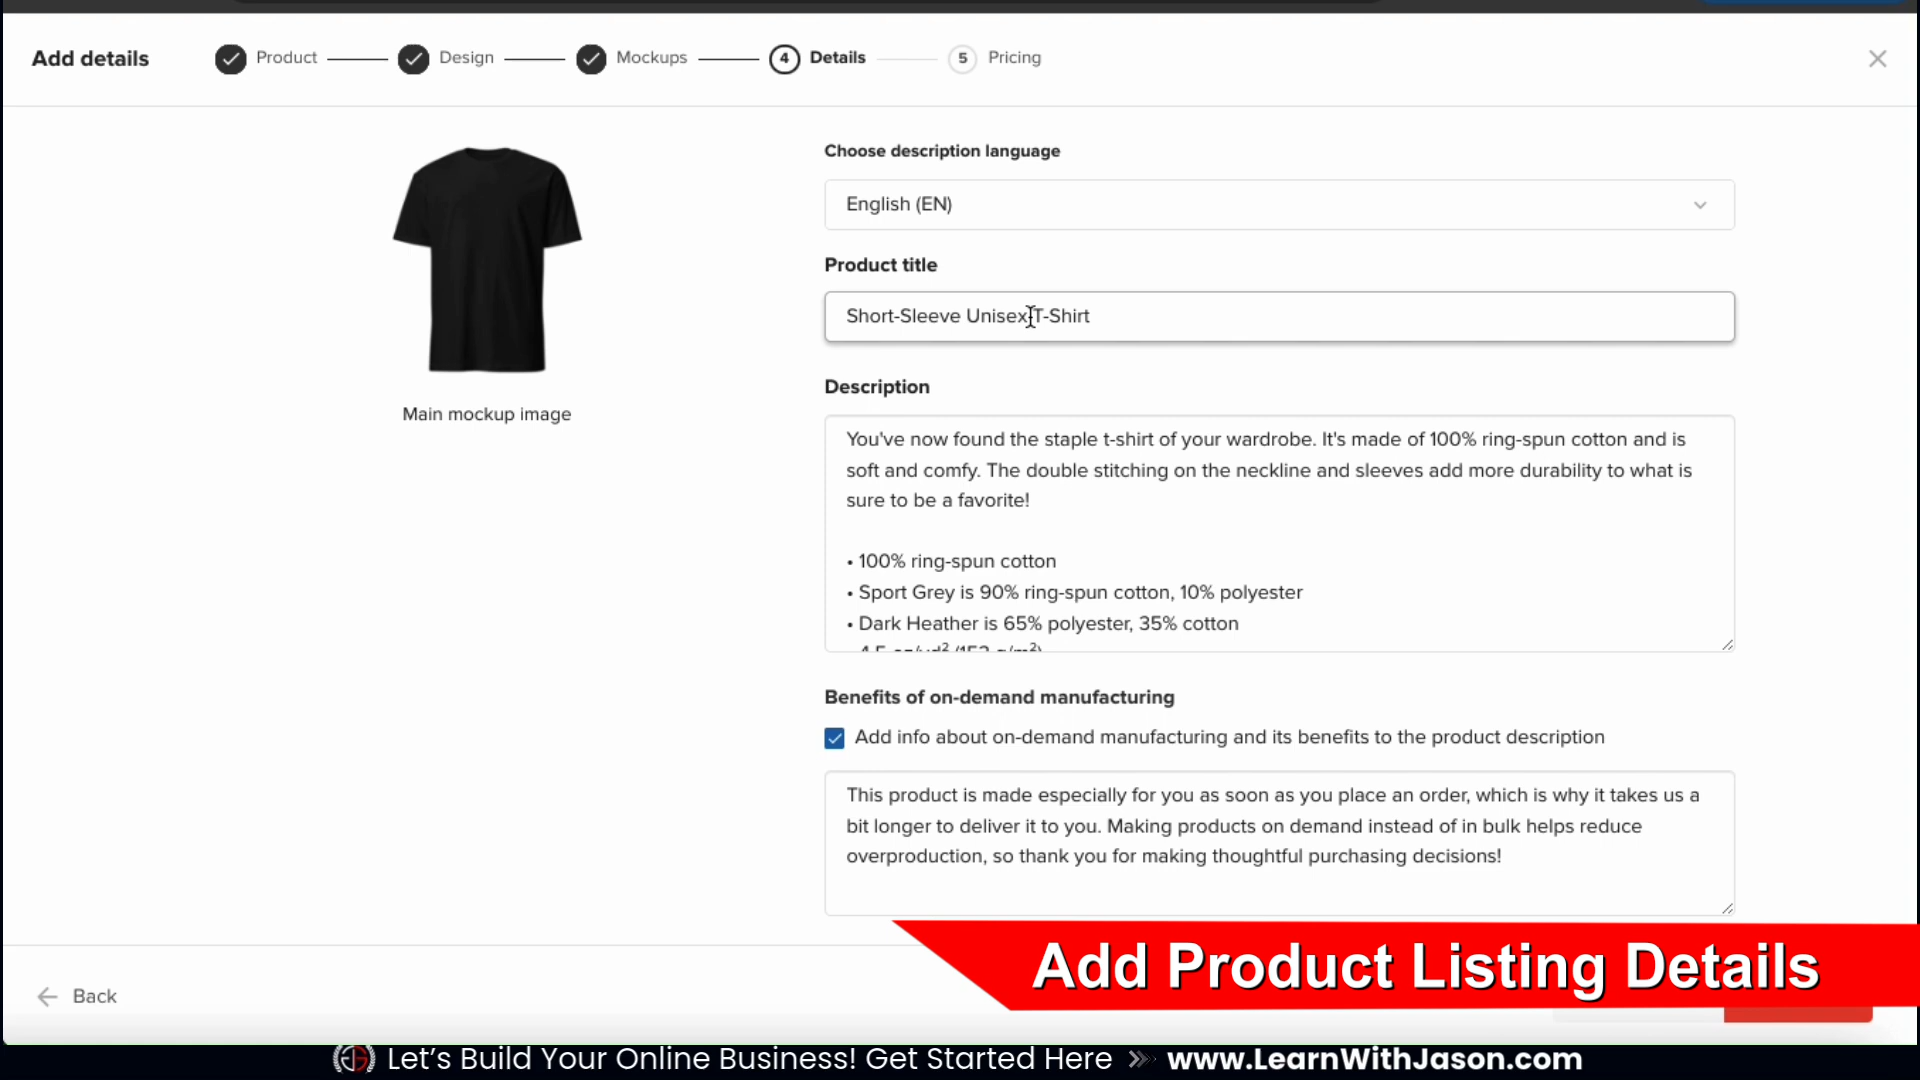 Add details
Product
Design
Mockups
4 Details
5 Pricing
Choose description language
English (EN)
Product title
Short-Sleeve Unisex T-Shirt
Main mockup image
Description
You've now found the staple t-shirt of your wardrobe. It's made of 100% ring-spun cotton and is
soft and comfy. The double stitching on the neckline and sleeves add more durability to what is
sure to be a favorite!
• 100% ring-spun cotton
• Sport Grey is 90% ring-spun cotton, 10% polyester
• Dark Heather is 65% polyester, 35% cotton
Benefits of on-demand manufacturing
Add info about on-demand manufacturing and its benefits to the product description
This product is made especially for you as soon as you place an order, which is why it takes us a
bit longer to deliver it to you. Making products on demand instead of in bulk helps reduce
overproduction, so thank you for making thoughtful purchasing decisions!
Add Product Listing Details
Back
Let's Build Your Online Business! Get Started Here www.LearnWithJason.com